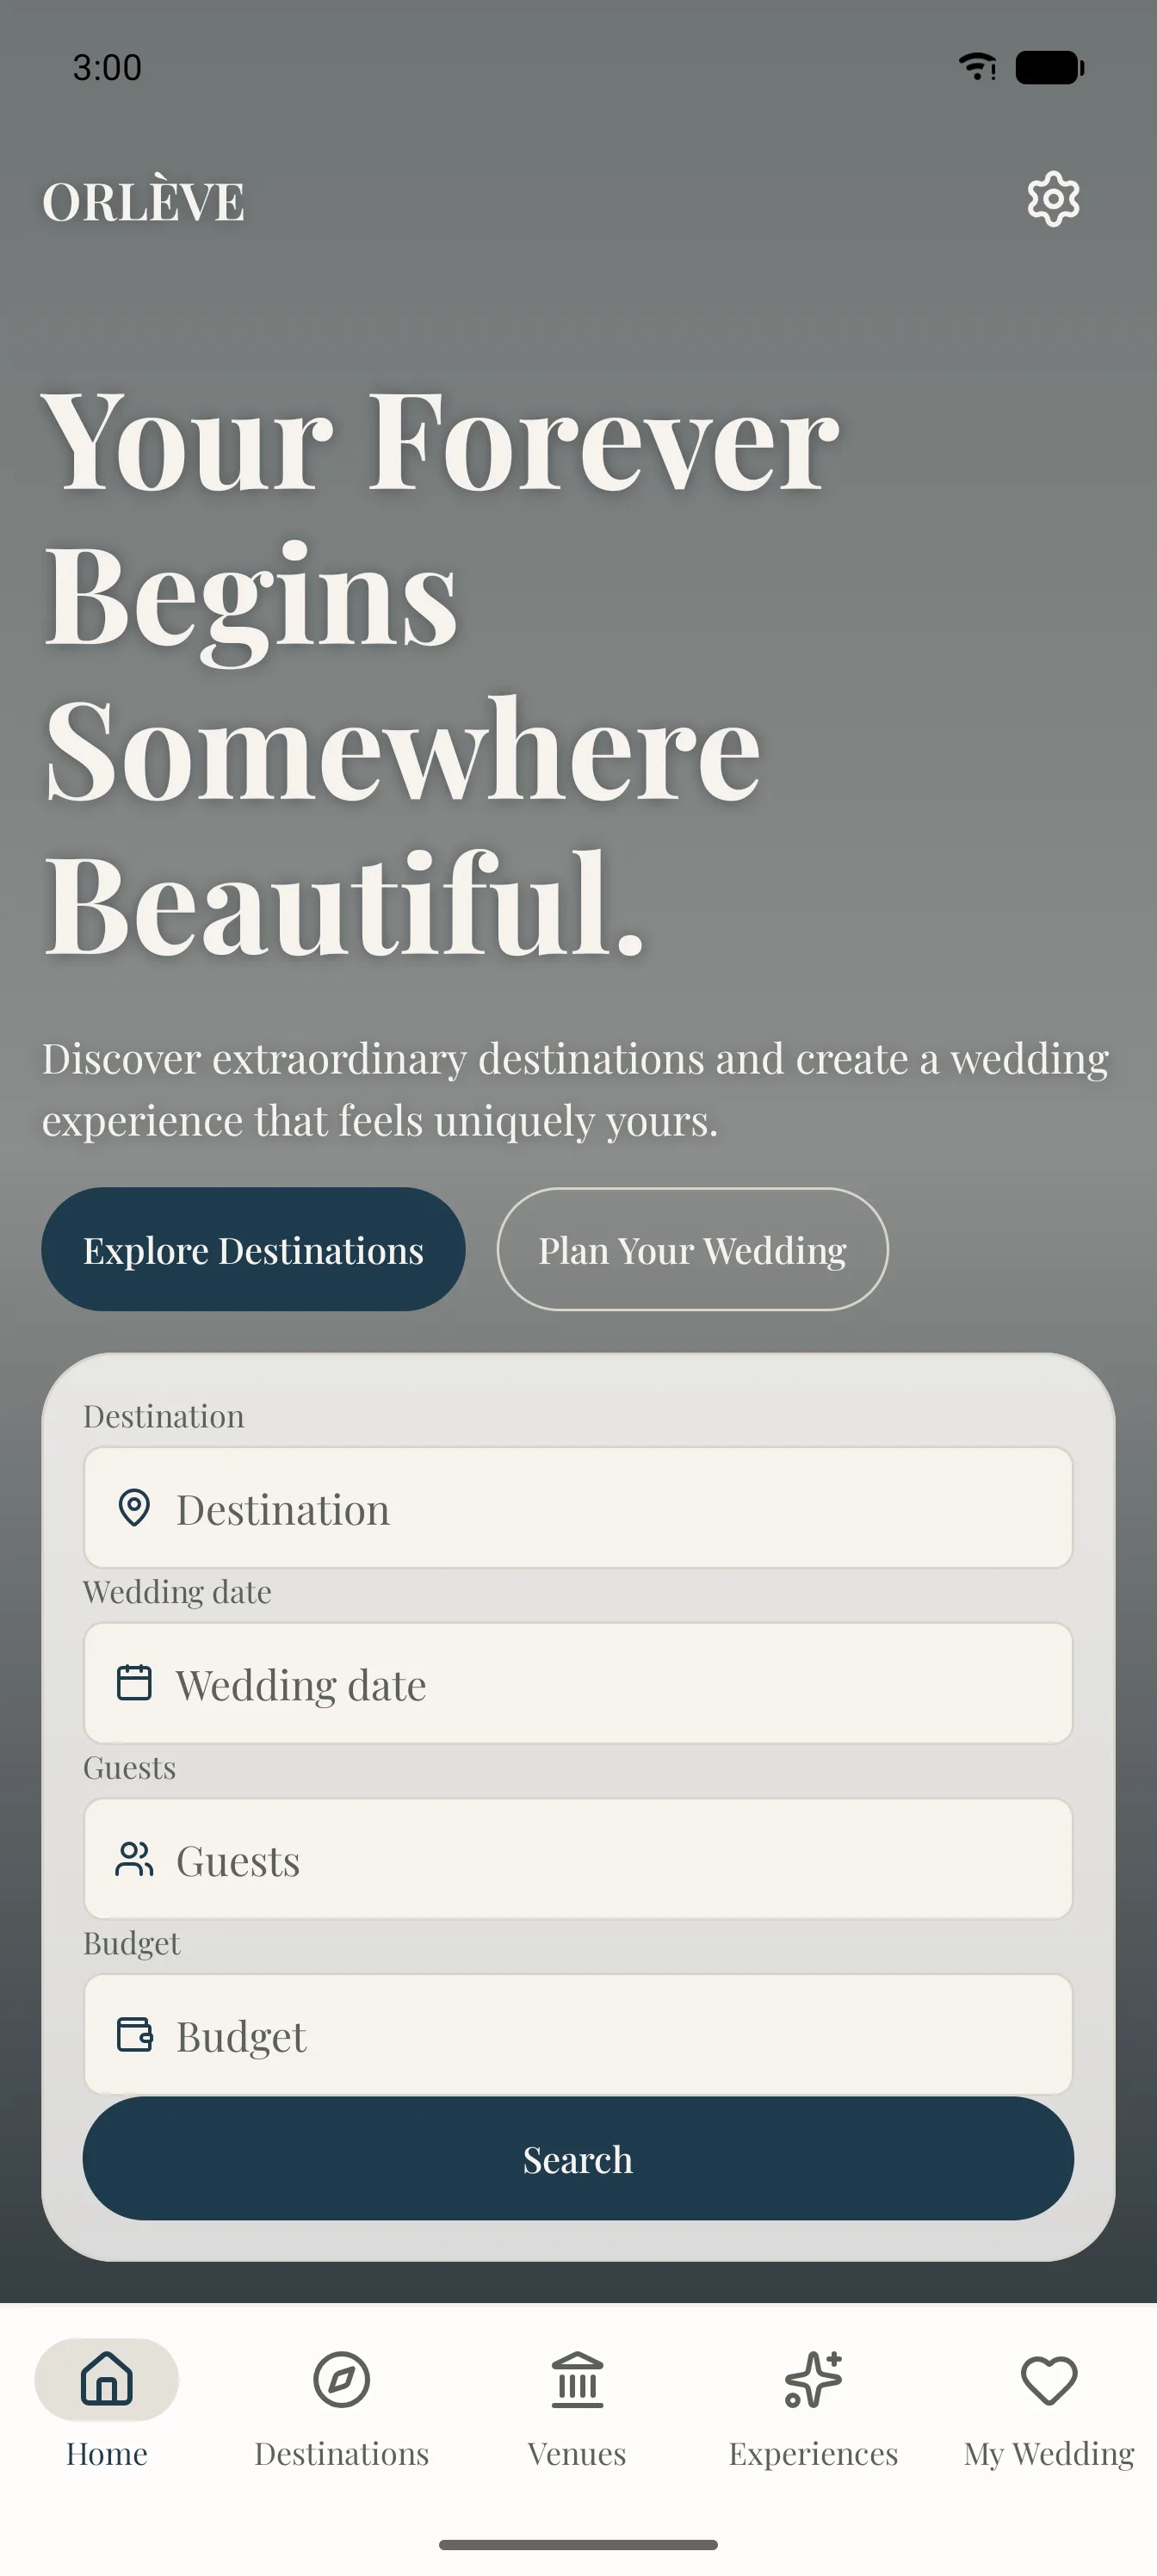 3:00
ORLÈVE
Your Forever
Begins
Somewhere
Beautiful.
Discover extraordinary destinations and create a wedding
experience that feels uniquely yours.
Explore Destinations
Plan Your Wedding
Destination
Destination
Wedding date
Wedding date
Guests
Guests
Budget
Budget
Search
Home
Destinations
Venues
Experiences
My Wedding